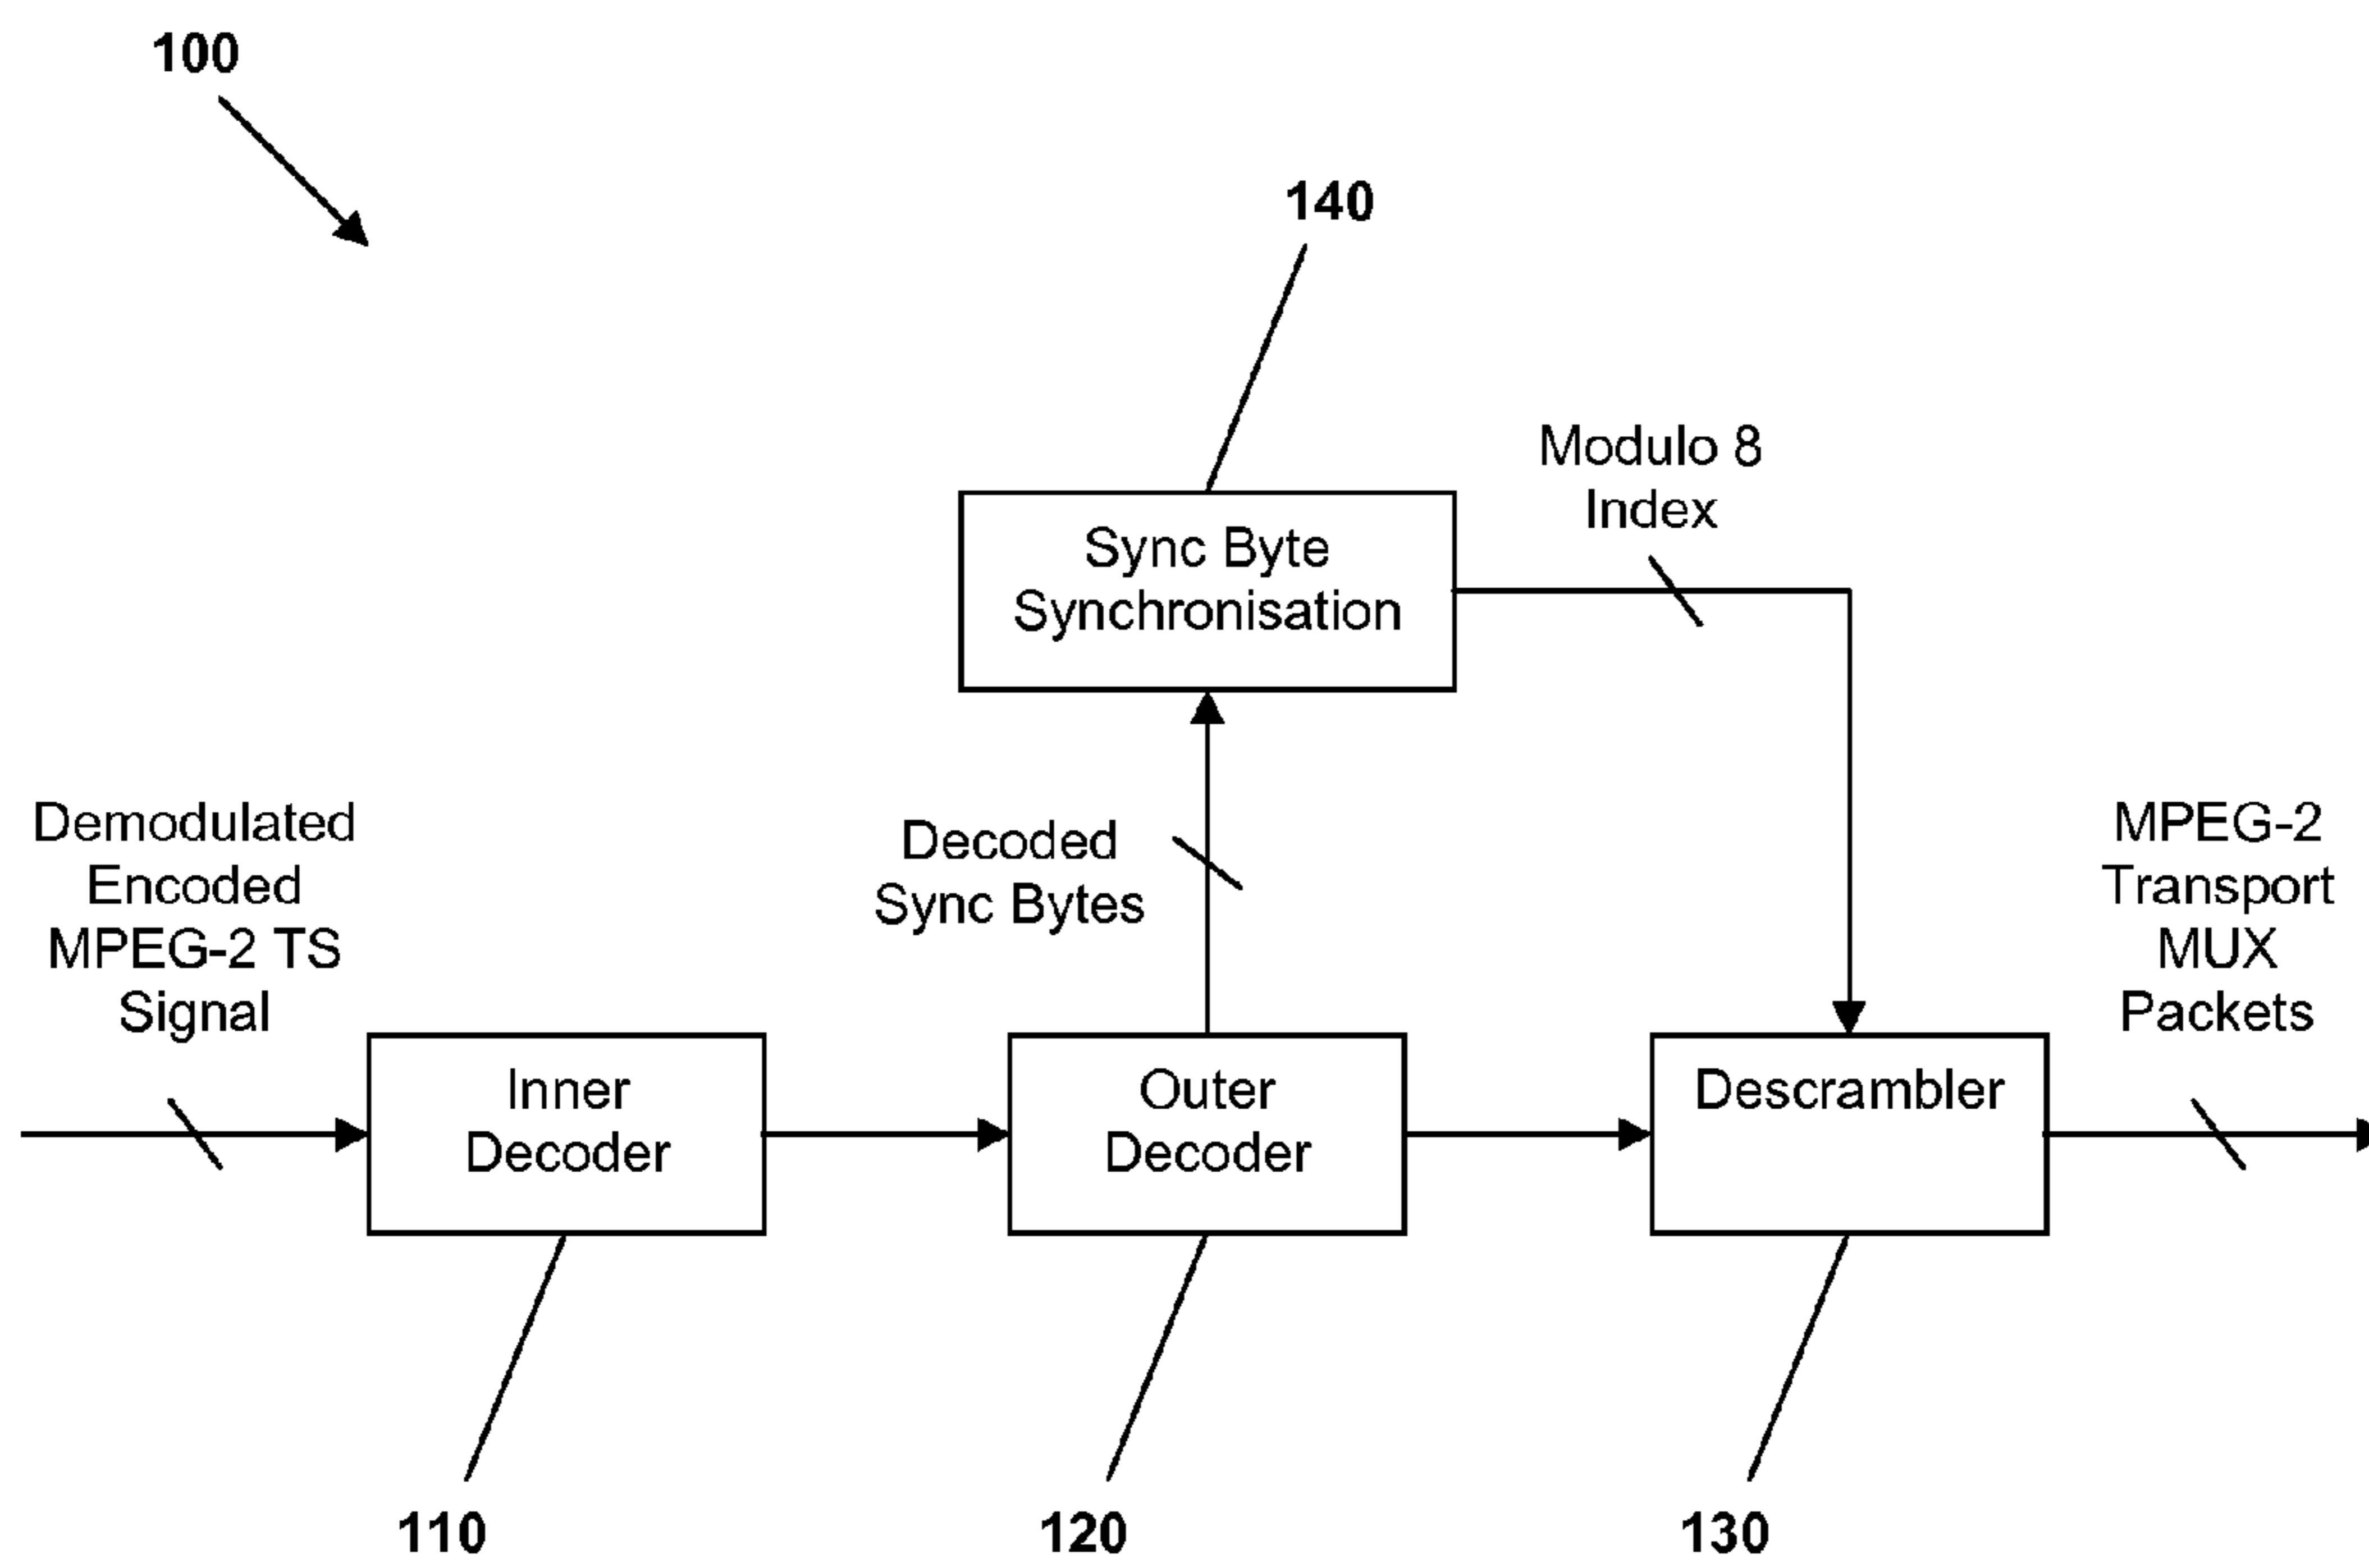 100
140
Modulo 8
Index
Sync Byte
Synchronisation
Demodulated
Encoded
MPEG-2 TS
Signal
Decoded
Sync Bytes
MPEG-2
Transport
MUX
Packets
Inner
Decoder
Outer
Decoder
Descrambler
110
120
130